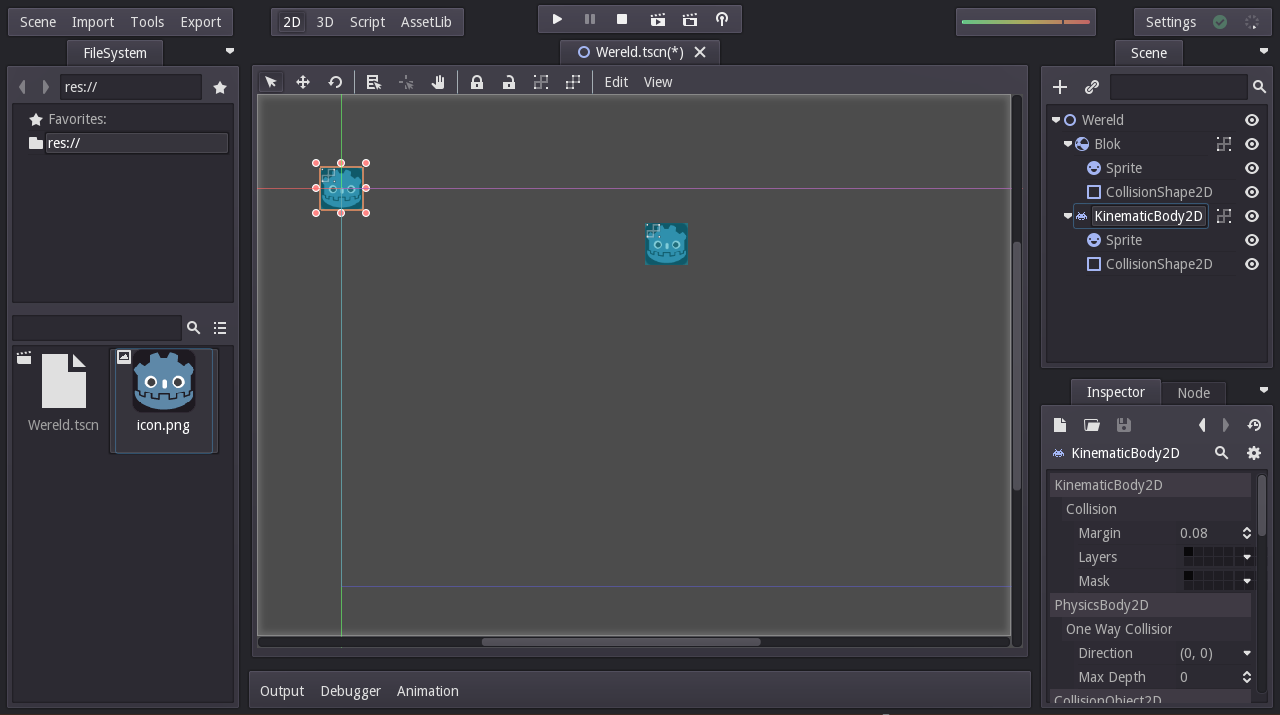 Scene Import Tools Export 2D 3D Script AssetLib Settings
FileSystem Wereld.tscn(*) Scene
res://
Edit View
Favorites:
res://
Wereld
Blok
Sprite
CollisionShape2D
KinematicBody2D
Sprite
CollisionShape2D
Wereld.tscn icon.png
Inspector Node
KinematicBody2D
KinematicBody2D
Collision
Margin 0.08
Layers
Mask
PhysicsBody2D
One Way Collision
Direction (0, 0)
Max Depth 0
CollisionObject2D
Output Debugger Animation